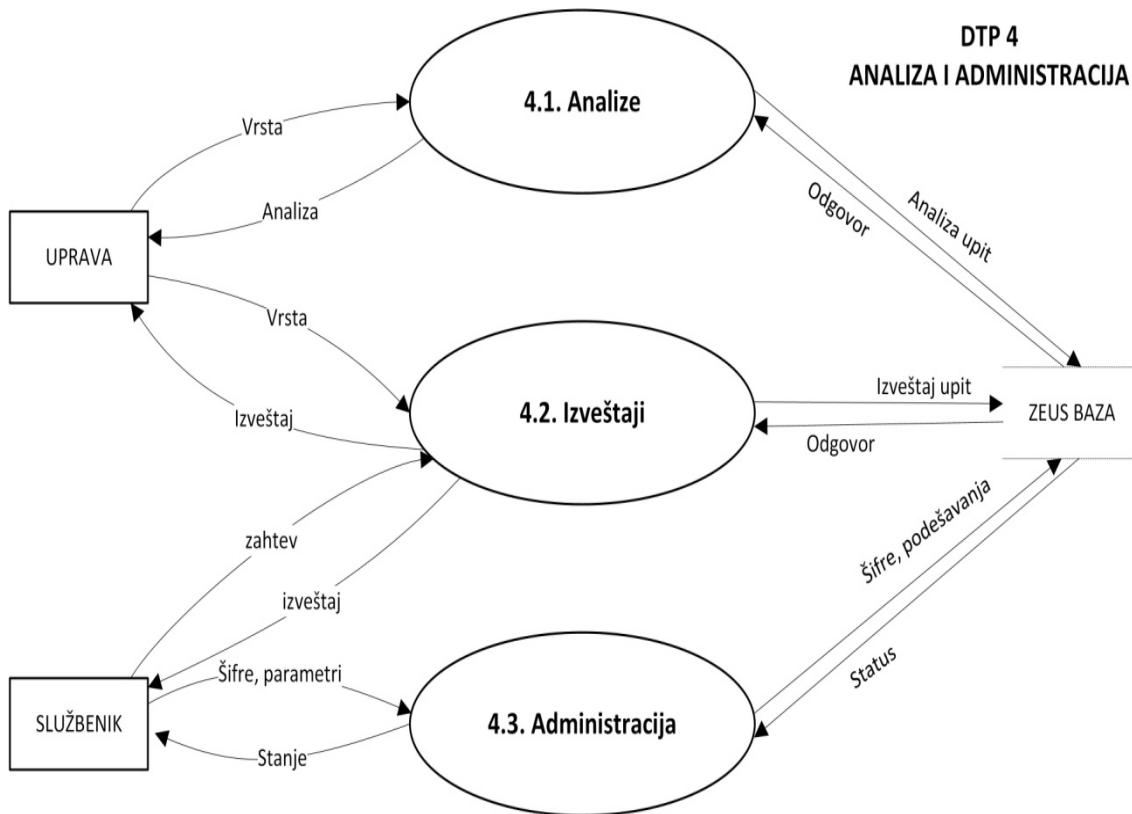 DTP 4
ANALIZA I ADMINISTRACIJA
4.1. Analize
Vrsta
Analiza
Odgovor
Analiza upit
UPRAVA
Vrsta
Izveštaj
4.2. Izveštaji
Izveštaj upit
Odgovor
ZEUS BAZA
zahtev
izveštaj
Šifre, podešavanja
Status
SLUŽBENIK
Šifre, parametri
Stanje
4.3. Administracija